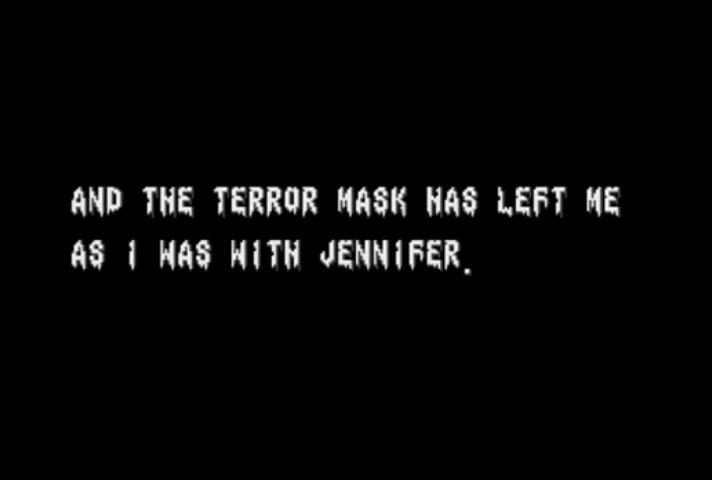 AND THE TERROR MASK HAS LEFT ME
AS I WAS WITH JENNIFER.